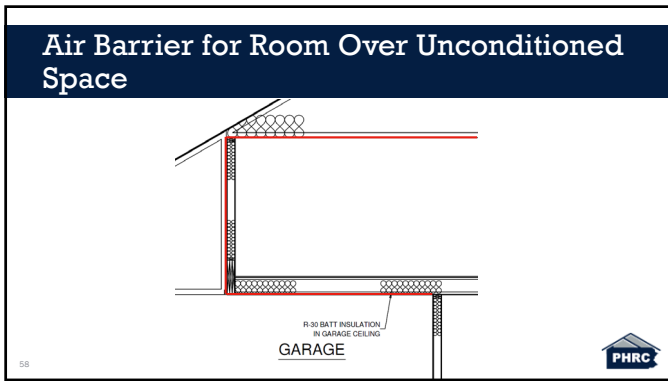 Air Barrier for Room Over Unconditioned
Space
R-30 BATT INSULATION
IN GARAGE CEILING
GARAGE
58
PHRC